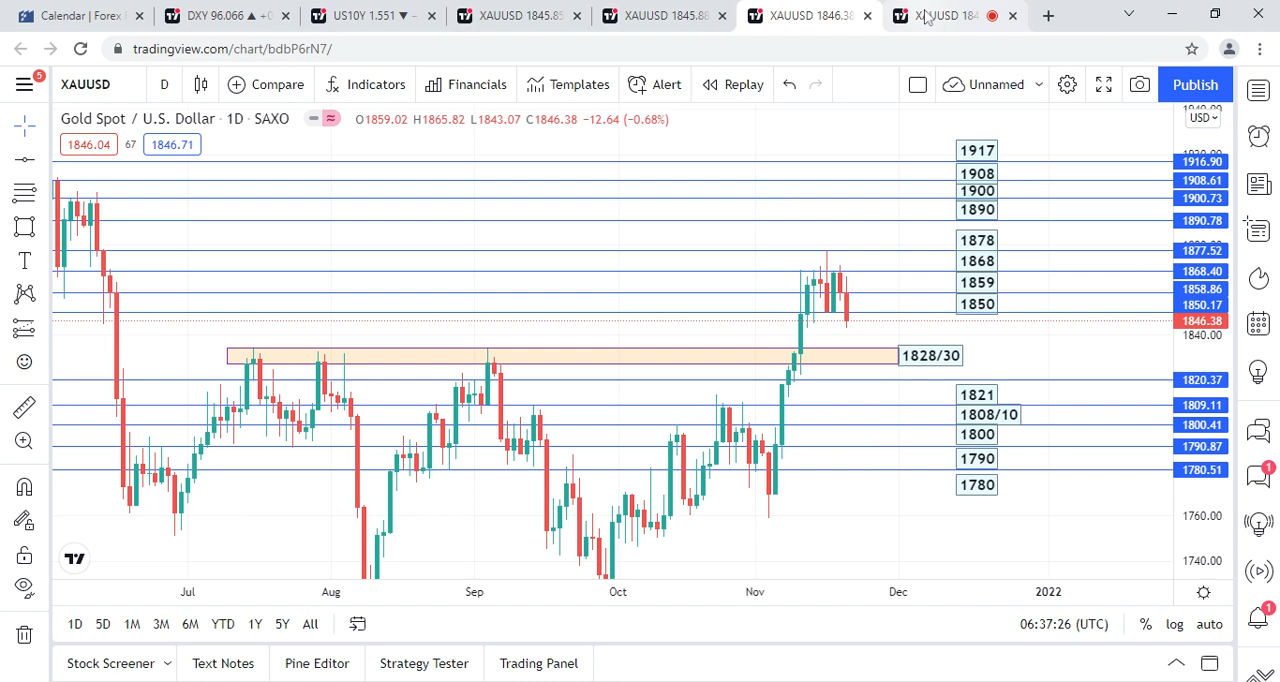 Calendar | Forex
DXY 96.066 ▲ +0
US10Y 1.551 ▼ −
XAUUSD 1845.85
XAUUSD 1845.88
XAUUSD 1846.38
tradingview.com/chart/bdbP6rN7/
5
XAUUSD
D
Compare
Indicators
Financials
Templates
Alert
Replay
Unnamed
Publish
Gold Spot / U.S. Dollar · 1D · SAXO
O1859.02 H1865.82 L1843.07 C1846.38 −12.64 (−0.68%)
1846.04
67
1846.71
USD
1917
1916.90
1908
1908.61
1900
1900.73
1890
1890.78
1878
1877.52
1868
1868.40
1859
1858.86
1850
1850.17
1846.38
1840.00
1828/30
1820.37
1821
1809.11
1808/10
1800.41
1800
1790.87
1790
1780.51
1780
1
1760.00
1740.00
Jul
Aug
Sep
Oct
Nov
Dec
2022
1D
5D
1M
3M
6M
YTD
1Y
5Y
All
06:37:26 (UTC)
%
log
auto
1
Stock Screener
Text Notes
Pine Editor
Strategy Tester
Trading Panel